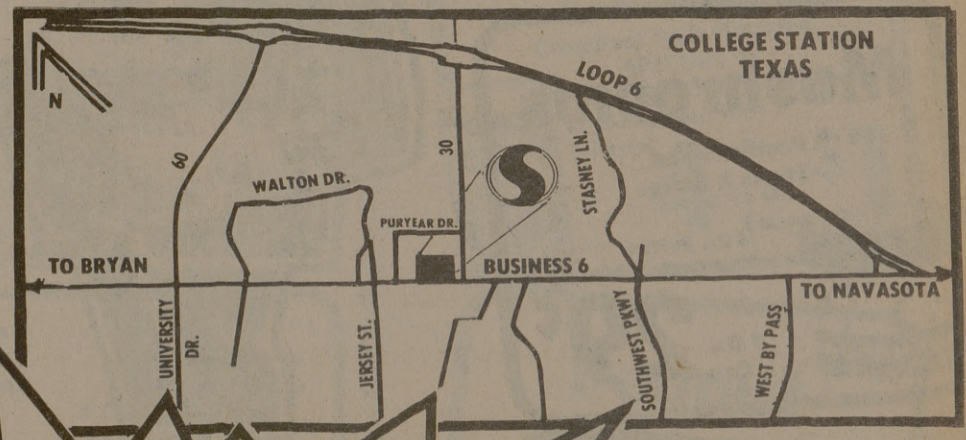 COLLEGE STATION
TEXAS
LOOP 6
N
60
30
STASNEY LN.
WALTON DR.
PURYEAR DR.
S
TO BRYAN
BUSINESS 6
TO NAVASOTA
UNIVERSITY
DR.
JERSEY ST.
SOUTHWEST PKWY
WEST BY PASS